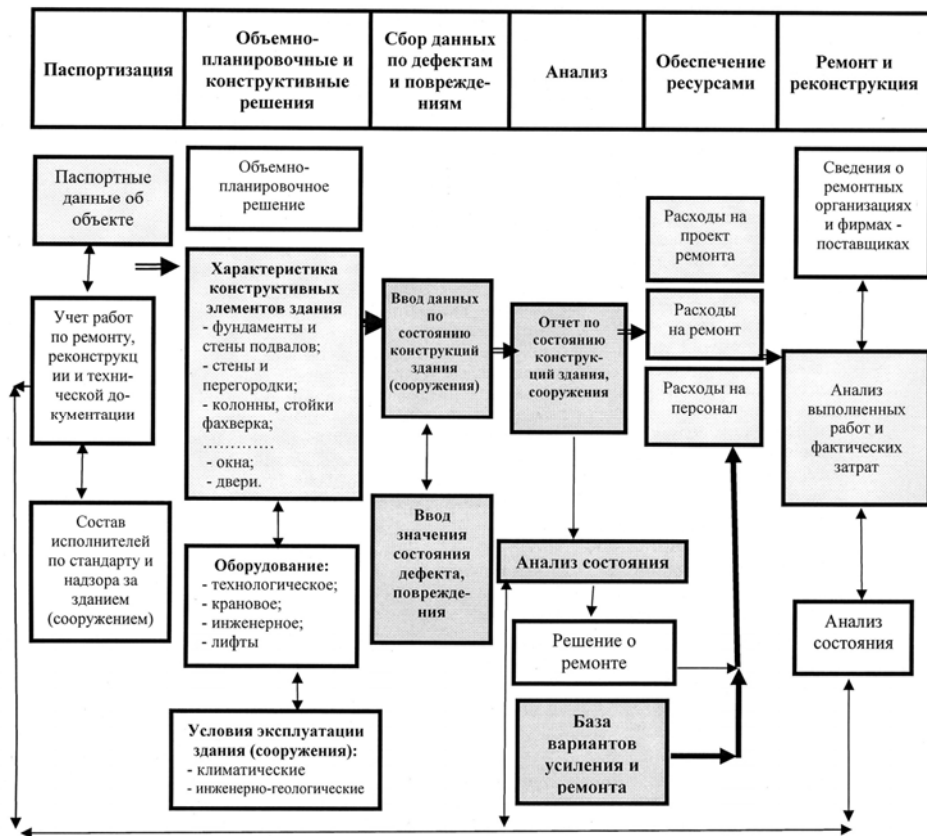 Паспортизация
Объемно-
планировочные и
конструктивные
решения
Сбор данных
по дефектам
и поврежде-
ниям
Анализ
Обеспечение
ресурсами
Ремонт и
реконструкция
Паспортные
данные об
объекте
Учет работ
по ремонту,
реконструкц
ии и техни-
ческой до-
кументации
Состав
исполнителей
по стандарту и
надзора за
зданием
(сооружением)
Объемно-
планировочное
решение
Характеристика
конструктивных
элементов здания
- фундаменты и
стены подвалов;
- стены и
перегородки;
- колонны, стойки
фахверка;
………….
- окна;
- двери.
Оборудование:
- технологическое;
- крановое;
- инженерное;
- лифты
Условия эксплуатации
здания (сооружения):
- климатические
- инженерно-геологические
Ввод данных
по
состоянию
конструкций
здания
(сооружения)
Ввод
значения
состояния
дефекта,
поврежде-
ния
Отчет по
состоянию
конструк-
ций здания,
сооружения
Анализ состояния
Решение о
ремонте
База
вариантов
усиления и
ремонта
Расходы на
проект
ремонта
Расходы
на ремонт
Расходы на
персонал
Сведения о
ремонтных
организациях
и фирмах -
поставщиках
Анализ
выполненных
работ и
фактических
затрат
Анализ
состояния